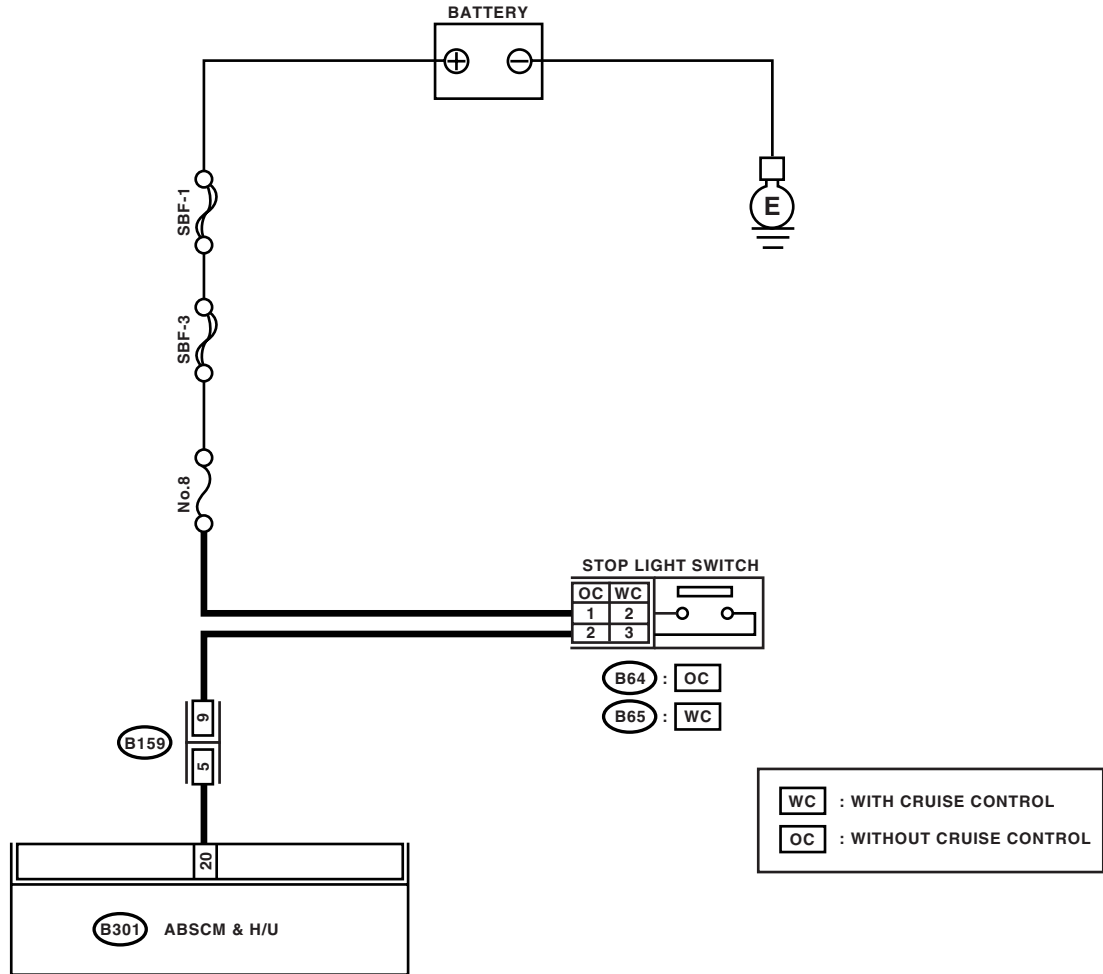 BATTERY
E
SBF-1
SBF-3
No.8
STOP LIGHT SWITCH
OC WC
1 2
2 3
B64 : OC
B65 : WC
9
B159
5
WC : WITH CRUISE CONTROL
OC : WITHOUT CRUISE CONTROL
20
B301 ABSCM & H/U